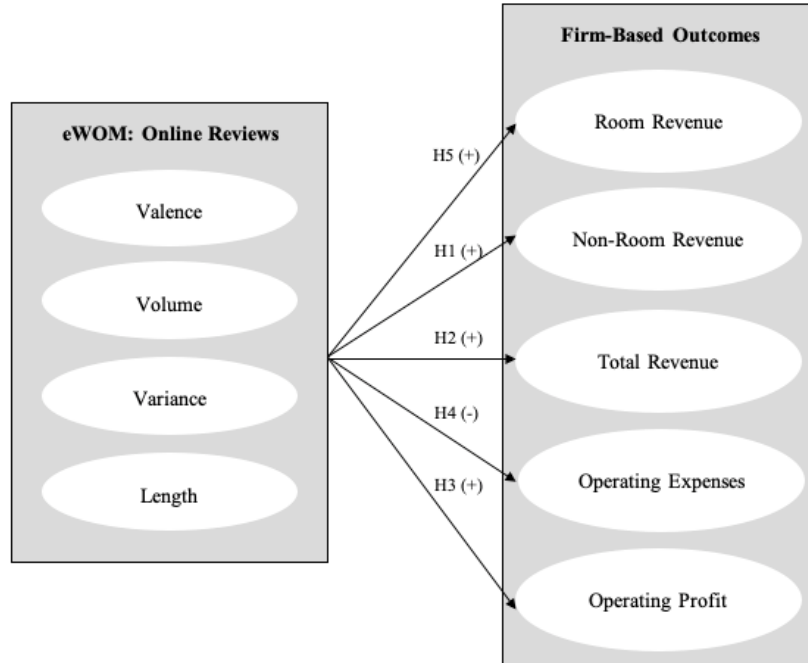 eWOM: Online Reviews
Valence
Volume
Variance
Length
H5 (+)
H1 (+)
H2 (+)
H4 (-)
H3 (+)
Firm-Based Outcomes
Room Revenue
Non-Room Revenue
Total Revenue
Operating Expenses
Operating Profit